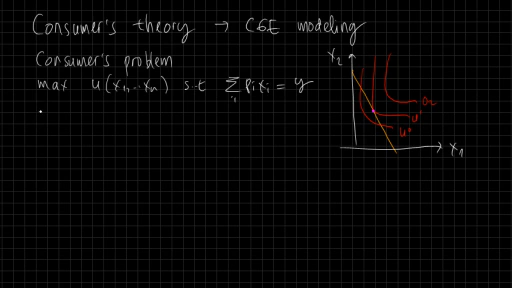 Consumer's theory → CGE modeling
Consumer's problem
max u(x₁,...xₙ) s.t ∑ᵢ pᵢxᵢ = y
x₂
u'
u°
x₁